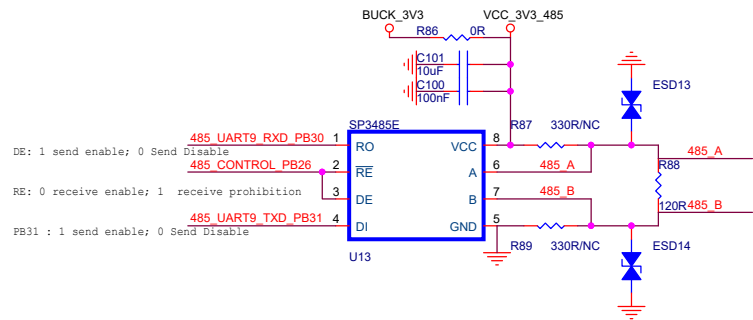 BUCK_3V3
VCC_3V3_485
R86
0R
C101
10uF
C100
100nF
ESD13
SP3485E
R87
330R/NC
485_UART9_RXD_PB30
1
RO
VCC
8
DE: 1 send enable; 0 Send Disable
485_A
485_CONTROL_PB26
2
RE
A
6
485_A
R88
RE: 0 receive enable; 1  receive prohibition
3
DE
B
7
485_B
120R
485_B
485_UART9_TXD_PB31
4
DI
GND
5
PB31 : 1 send enable; 0 Send Disable
R89
330R/NC
ESD14
U13